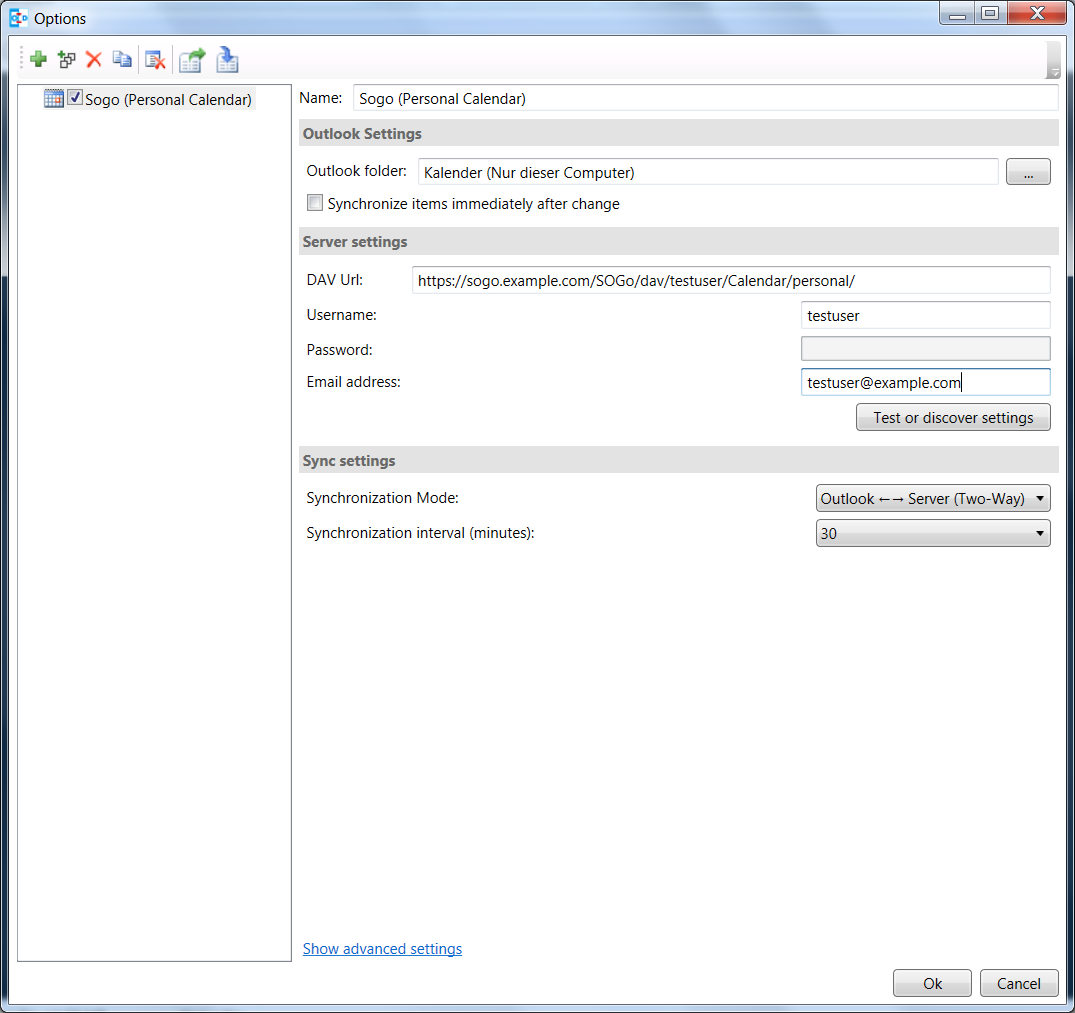 Options
Sogo (Personal Calendar)
Name: Sogo (Personal Calendar)
Outlook Settings
Outlook folder: Kalender (Nur dieser Computer) ...
Synchronize items immediately after change
Server settings
DAV Url: https://sogo.example.com/SOGo/dav/testuser/Calendar/personal/
Username: testuser
Password:
Email address: testuser@example.com
Test or discover settings
Sync settings
Synchronization Mode: Outlook ←→ Server (Two-Way)
Synchronization interval (minutes): 30
Show advanced settings
Ok Cancel